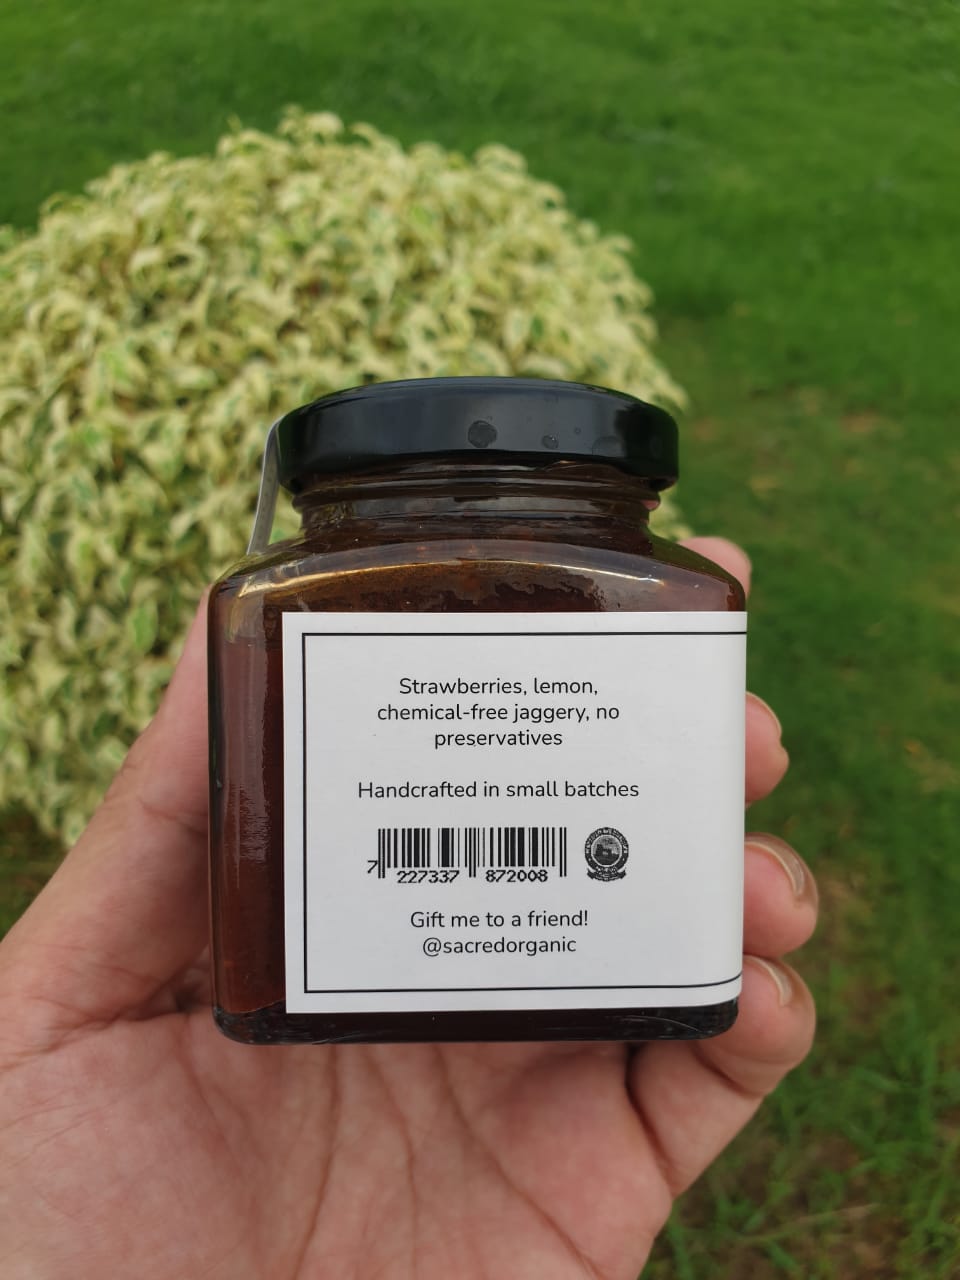 Strawberries, lemon,
chemical-free jaggery, no
preservatives
Handcrafted in small batches
7 227337 872008
Gift me to a friend!
@sacredorganic